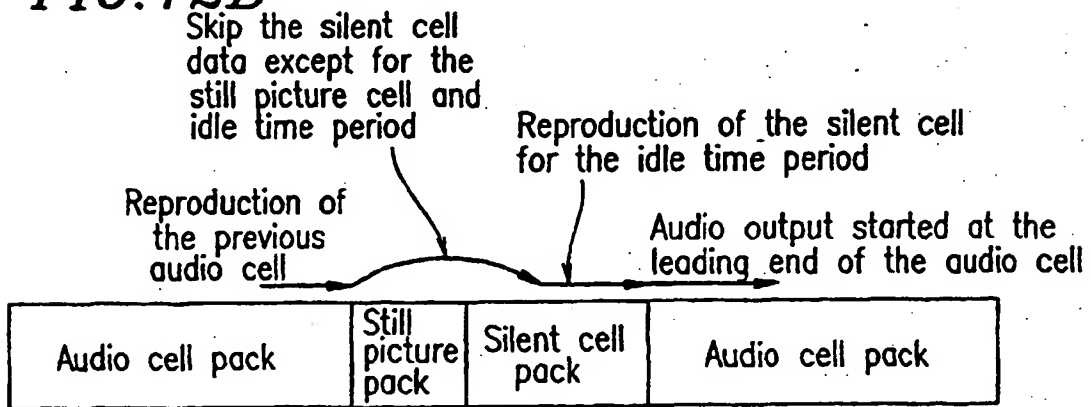 FIG. 72B
Skip the silent cell
data except for the
still picture cell and
idle time period
Reproduction of the silent cell
for the idle time period
Reproduction of
the previous
audio cell
Audio output started at the
leading end of the audio cell
Audio cell pack
Still
picture
pack
Silent cell
pack
Audio cell pack